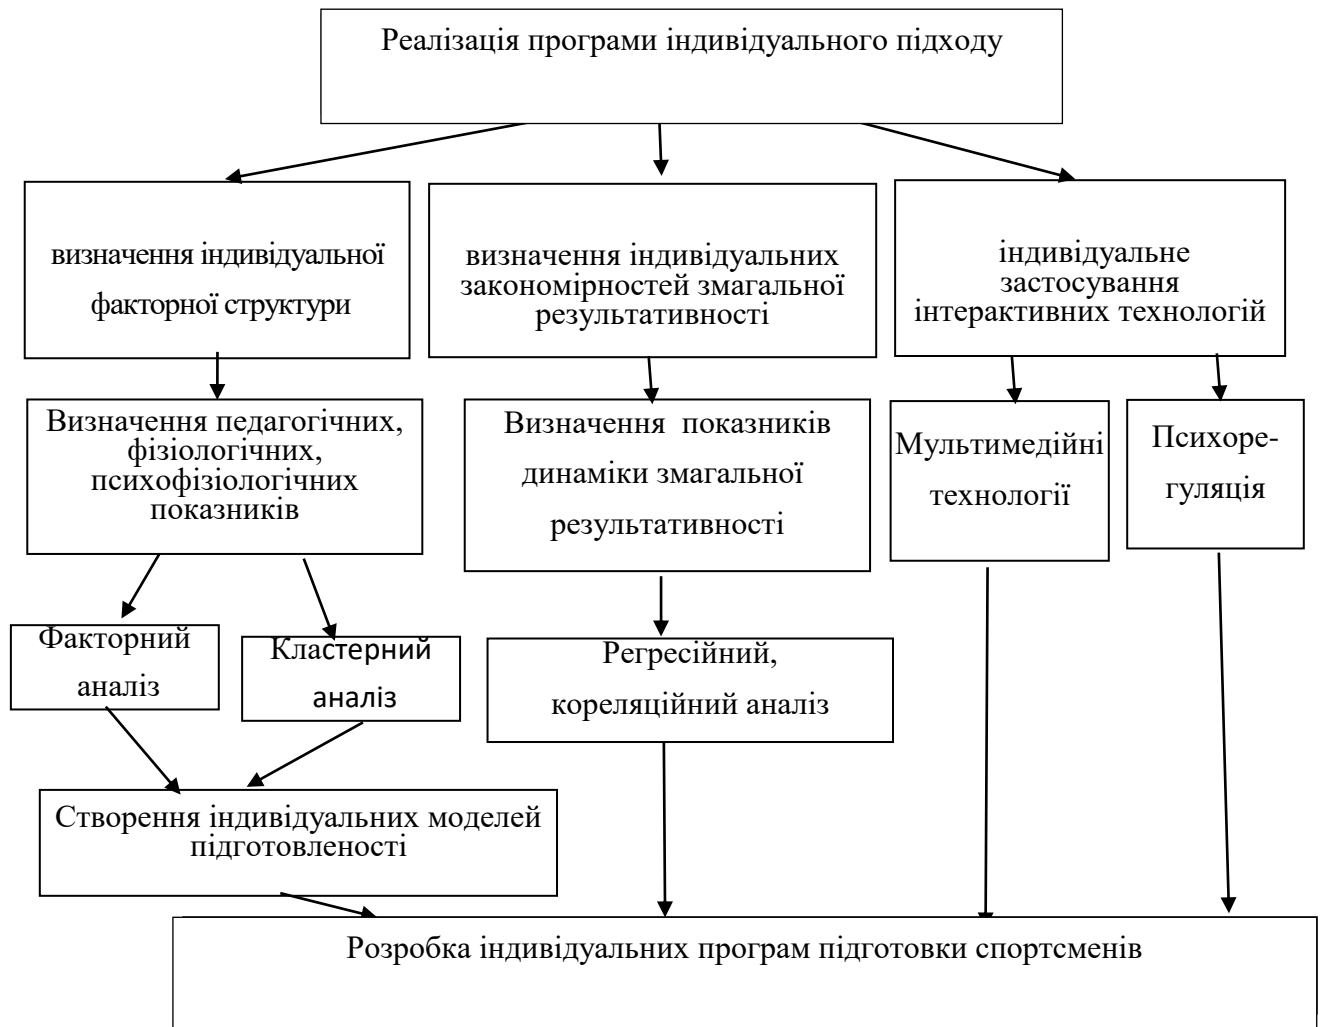 Реалізація програми індивідуального підходу
визначення індивідуальної
факторної структури
визначення індивідуальних
закономірностей змагальної
результативності
індивідуальне
застосування
інтерактивних технологій
Визначення педагогічних,
фізіологічних,
психофізіологічних
показників
Визначення показників
динаміки змагальної
результативності
Мультимедійні
технології
Психоре-
гуляція
Факторний
аналіз
Кластерний
аналіз
Регресійний,
кореляційний аналіз
Створення індивідуальних моделей
підготовленості
Розробка індивідуальних програм підготовки спортсменів